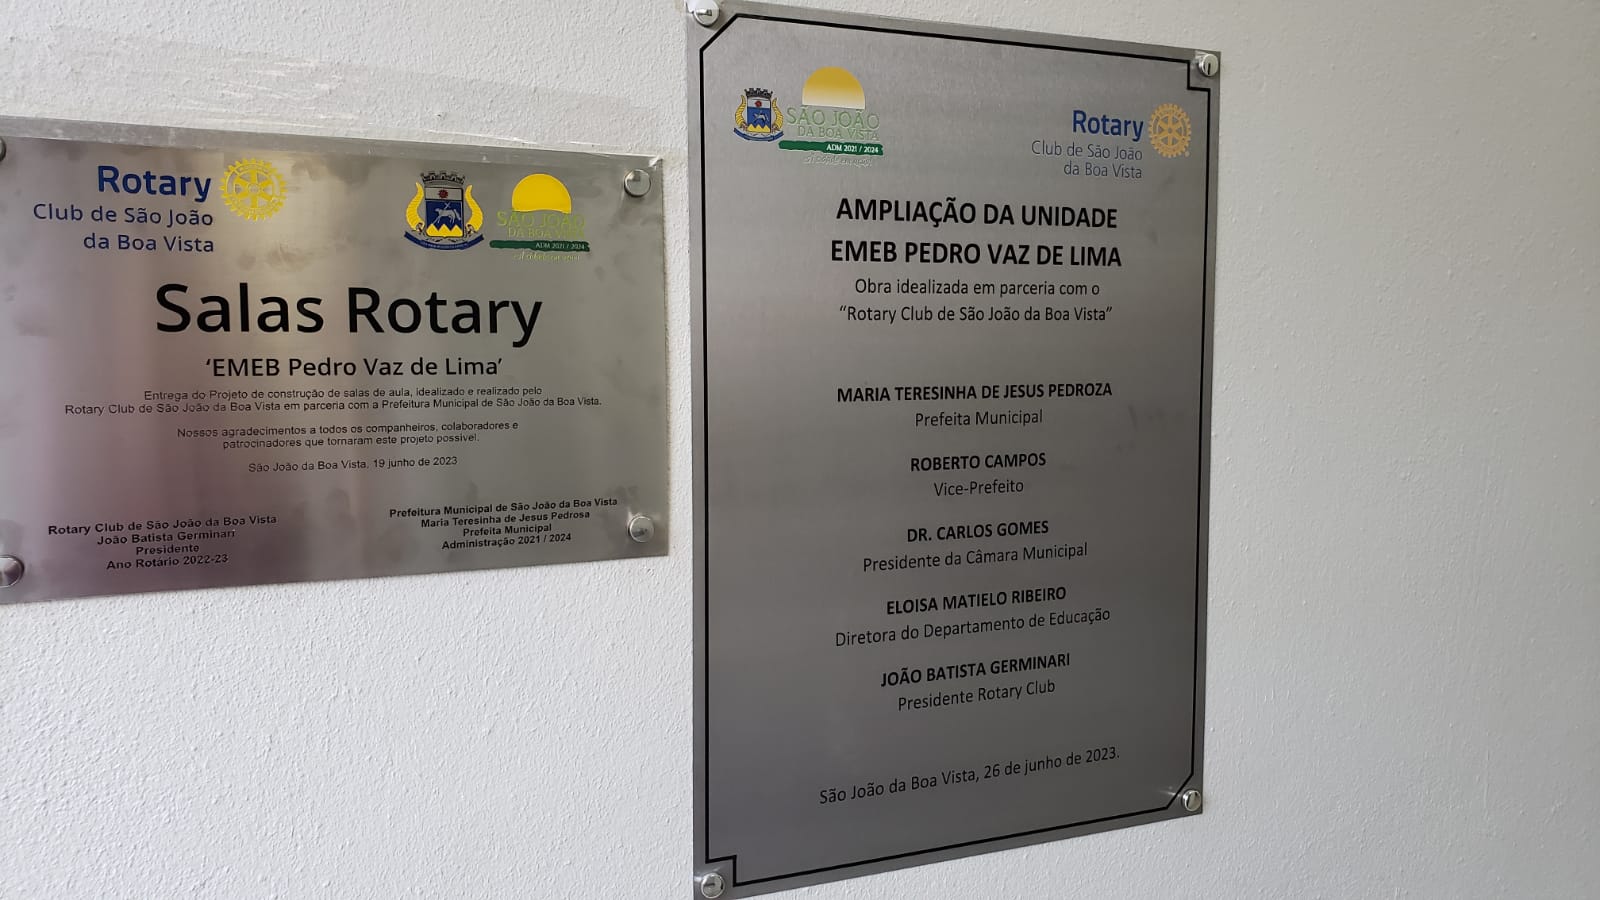 Rotary
Club de São João
da Boa Vista
SÃO JOÃO
DA BOA VISTA
ADM 2021 / 2024
Salas Rotary
‘EMEB Pedro Vaz de Lima’
Entrega do Projeto de construção de salas de aula, idealizado e realizado pelo
Rotary Club de São João da Boa Vista em parceria com a Prefeitura Municipal de São João da Boa Vista.
Nossos agradecimentos a todos os companheiros, colaboradores e
patrocinadores que tornaram este projeto possível.
São João da Boa Vista, 19 junho de 2023
Rotary Club de São João da Boa Vista
João Batista Germinari
Presidente
Ano Rotário 2022-23
Prefeitura Municipal de São João da Boa Vista
Maria Teresinha de Jesus Pedrosa
Prefeita Municipal
Administração 2021 / 2024
SÃO JOÃO
DA BOA VISTA
ADM 2021 / 2024
Rotary
Club de São João
da Boa Vista
AMPLIAÇÃO DA UNIDADE
EMEB PEDRO VAZ DE LIMA
Obra idealizada em parceria com o
“Rotary Club de São João da Boa Vista”
MARIA TERESINHA DE JESUS PEDROZA
Prefeita Municipal
ROBERTO CAMPOS
Vice-Prefeito
DR. CARLOS GOMES
Presidente da Câmara Municipal
ELOISA MATIELO RIBEIRO
Diretora do Departamento de Educação
JOÃO BATISTA GERMINARI
Presidente Rotary Club
São João da Boa Vista, 26 de junho de 2023.